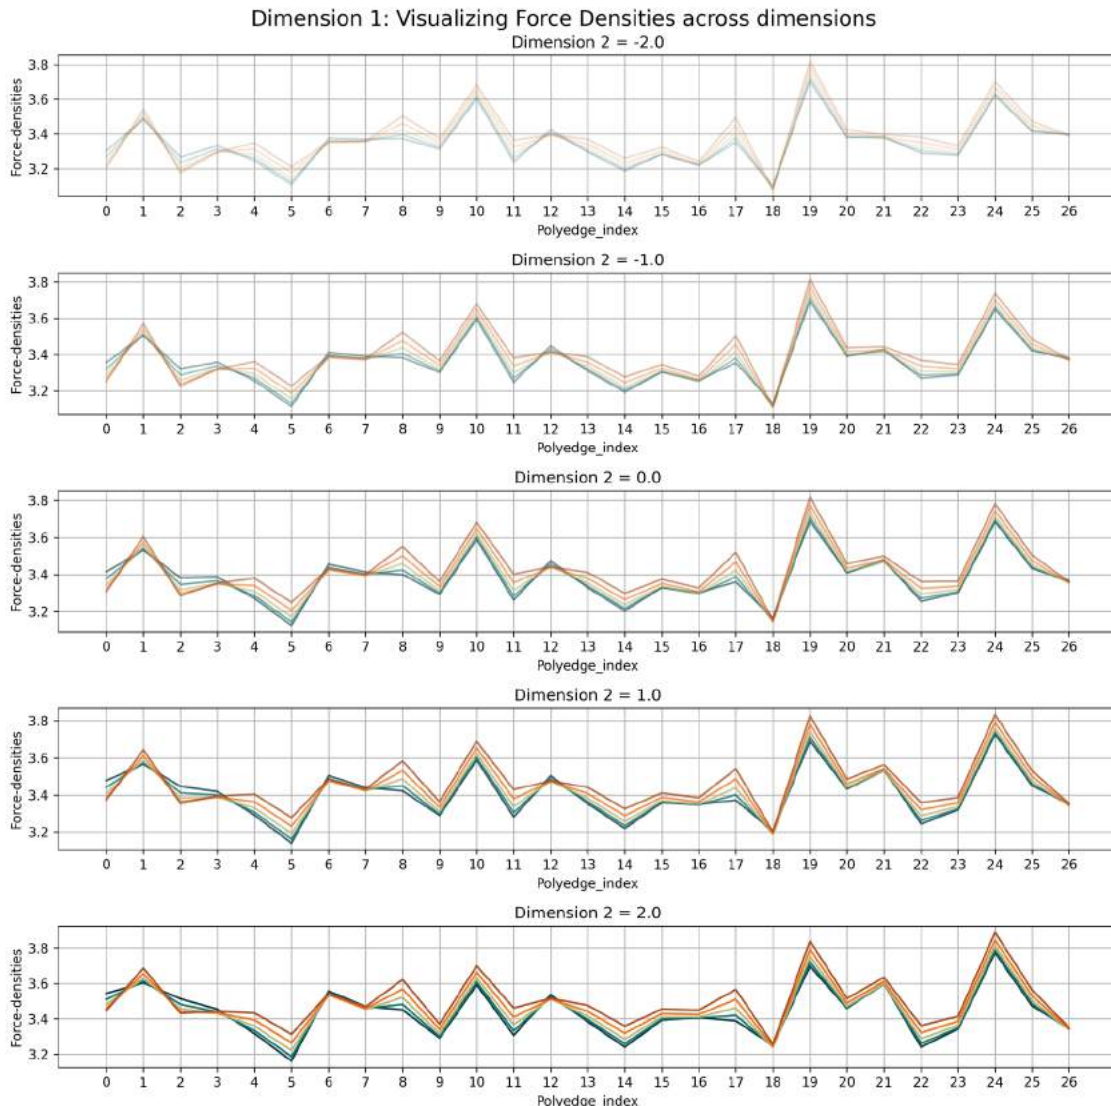 Dimension 1: Visualizing Force Densities across dimensions
Dimension 2 = -2.0
3.8
3.6
3.4
3.2
Force-densities
0 1 2 3 4 5 6 7 8 9 10 11 12 13 14 15 16 17 18 19 20 21 22 23 24 25 26
Polyedge_index
Dimension 2 = -1.0
3.8
3.6
3.4
3.2
Force-densities
0 1 2 3 4 5 6 7 8 9 10 11 12 13 14 15 16 17 18 19 20 21 22 23 24 25 26
Polyedge_index
Dimension 2 = 0.0
3.8
3.6
3.4
3.2
Force-densities
0 1 2 3 4 5 6 7 8 9 10 11 12 13 14 15 16 17 18 19 20 21 22 23 24 25 26
Polyedge_index
Dimension 2 = 1.0
3.8
3.6
3.4
3.2
Force-densities
0 1 2 3 4 5 6 7 8 9 10 11 12 13 14 15 16 17 18 19 20 21 22 23 24 25 26
Polyedge_index
Dimension 2 = 2.0
3.8
3.6
3.4
3.2
Force-densities
0 1 2 3 4 5 6 7 8 9 10 11 12 13 14 15 16 17 18 19 20 21 22 23 24 25 26
Polyedge_index